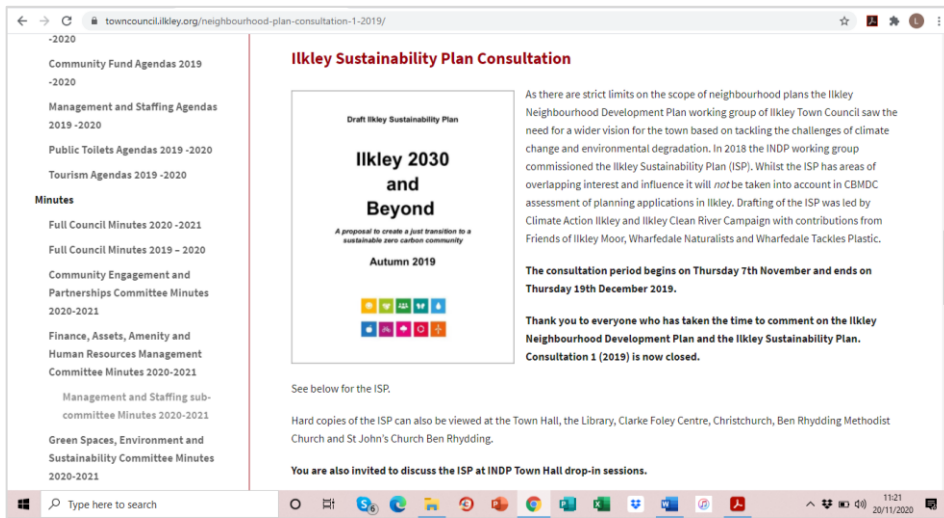 towncouncil.ilkley.org/neighbourhood-plan-consultation-1-2019/
L
-2020
Community Fund Agendas 2019
-2020
Management and Staffing Agendas
2019 -2020
Public Toilets Agendas 2019 -2020
Tourism Agendas 2019 -2020
Minutes
Full Council Minutes 2020 -2021
Full Council Minutes 2019 – 2020
Community Engagement and
Partnerships Committee Minutes
2020-2021
Finance, Assets, Amenity and
Human Resources Management
Committee Minutes 2020-2021
Management and Staffing sub-
committee Minutes 2020-2021
Green Spaces, Environment and
Sustainability Committee Minutes
2020-2021
Ilkley Sustainability Plan Consultation
Draft Ilkley Sustainability Plan
Ilkley 2030
and
Beyond
A proposal to create a just transition to a
sustainable zero carbon community
Autumn 2019
As there are strict limits on the scope of neighbourhood plans the Ilkley
Neighbourhood Development Plan working group of Ilkley Town Council saw the
need for a wider vision for the town based on tackling the challenges of climate
change and environmental degradation. In 2018 the INDP working group
commissioned the Ilkley Sustainability Plan (ISP). Whilst the ISP has areas of
overlapping interest and influence it will not be taken into account in CBMDC
assessment of planning applications in Ilkley. Drafting of the ISP was led by
Climate Action Ilkley and Ilkley Clean River Campaign with contributions from
Friends of Ilkley Moor, Wharfedale Naturalists and Wharfedale Tackles Plastic.
The consultation period begins on Thursday 7th November and ends on
Thursday 19th December 2019.
Thank you to everyone who has taken the time to comment on the Ilkley
Neighbourhood Development Plan and the Ilkley Sustainability Plan.
Consultation 1 (2019) is now closed.
See below for the ISP.
Hard copies of the ISP can also be viewed at the Town Hall, the Library, Clarke Foley Centre, Christchurch, Ben Rhydding Methodist
Church and St John's Church Ben Rhydding.
You are also invited to discuss the ISP at INDP Town Hall drop-in sessions.
Type here to search
11:21
20/11/2020